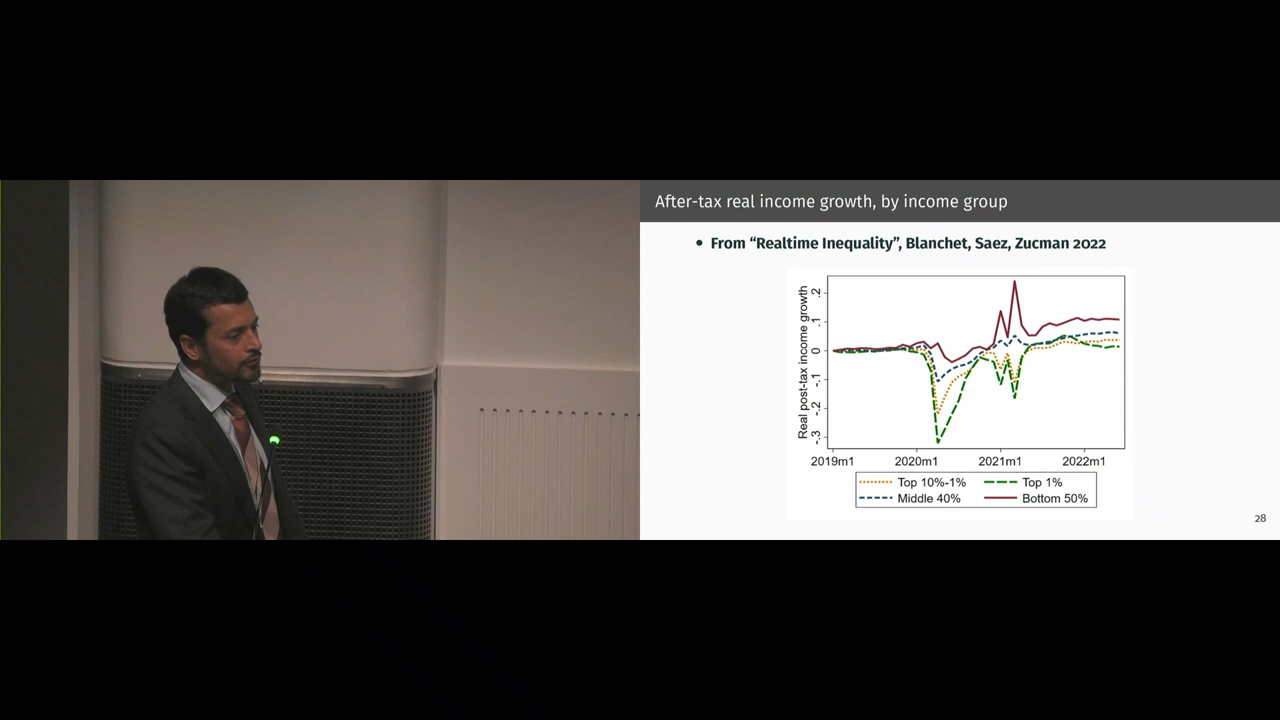 After-tax real income growth, by income group
• From “Realtime Inequality”, Blanchet, Saez, Zucman 2022
Real post-tax income growth
.2
.1
0
-.1
-.2
-.3
2019m1 2020m1 2021m1 2022m1
Top 10%-1% Top 1%
Middle 40% Bottom 50%
28